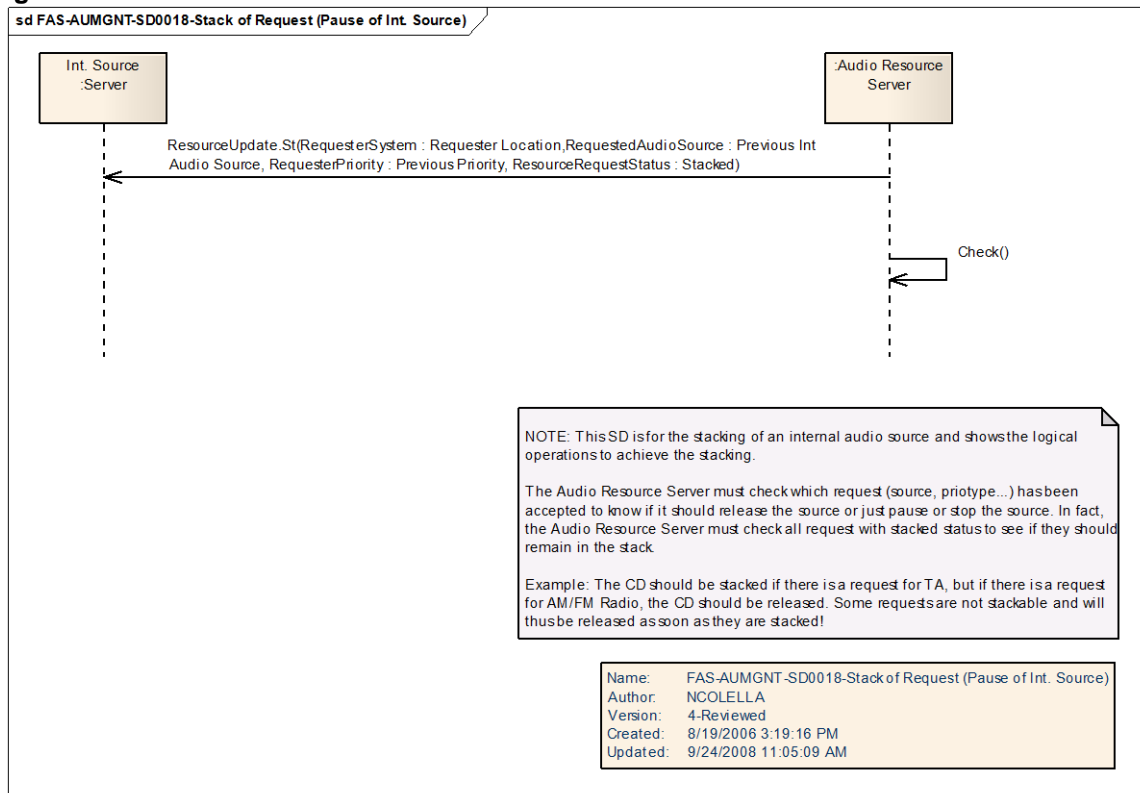 sd FAS-AUMGNT-SD0018-Stack of Request (Pause of Int. Source)
Int. Source
:Server
:Audio Resource
Server
ResourceUpdate.St(RequesterSystem : Requester Location,RequestedAudioSource : Previous Int
Audio Source, RequesterPriority : Previous Priority, ResourceRequestStatus : Stacked)
Check()
NOTE: This SD is for the stacking of an internal audio source and shows the logical
operations to achieve the stacking.
The Audio Resource Server must check which request (source, priotype...) has been
accepted to know if it should release the source or just pause or stop the source. In fact,
the Audio Resource Server must check all request with stacked status to see if they should
remain in the stack.
Example: The CD should be stacked if there is a request for TA, but if there is a request
for AM/FM Radio, the CD should be released. Some requests are not stackable and will
thus be released as soon as they are stacked!
Name: FAS-AUMGNT-SD0018-Stack of Request (Pause of Int. Source)
Author: NCOLELLA
Version: 4-Reviewed
Created: 8/19/2006 3:19:16 PM
Updated: 9/24/2008 11:05:09 AM